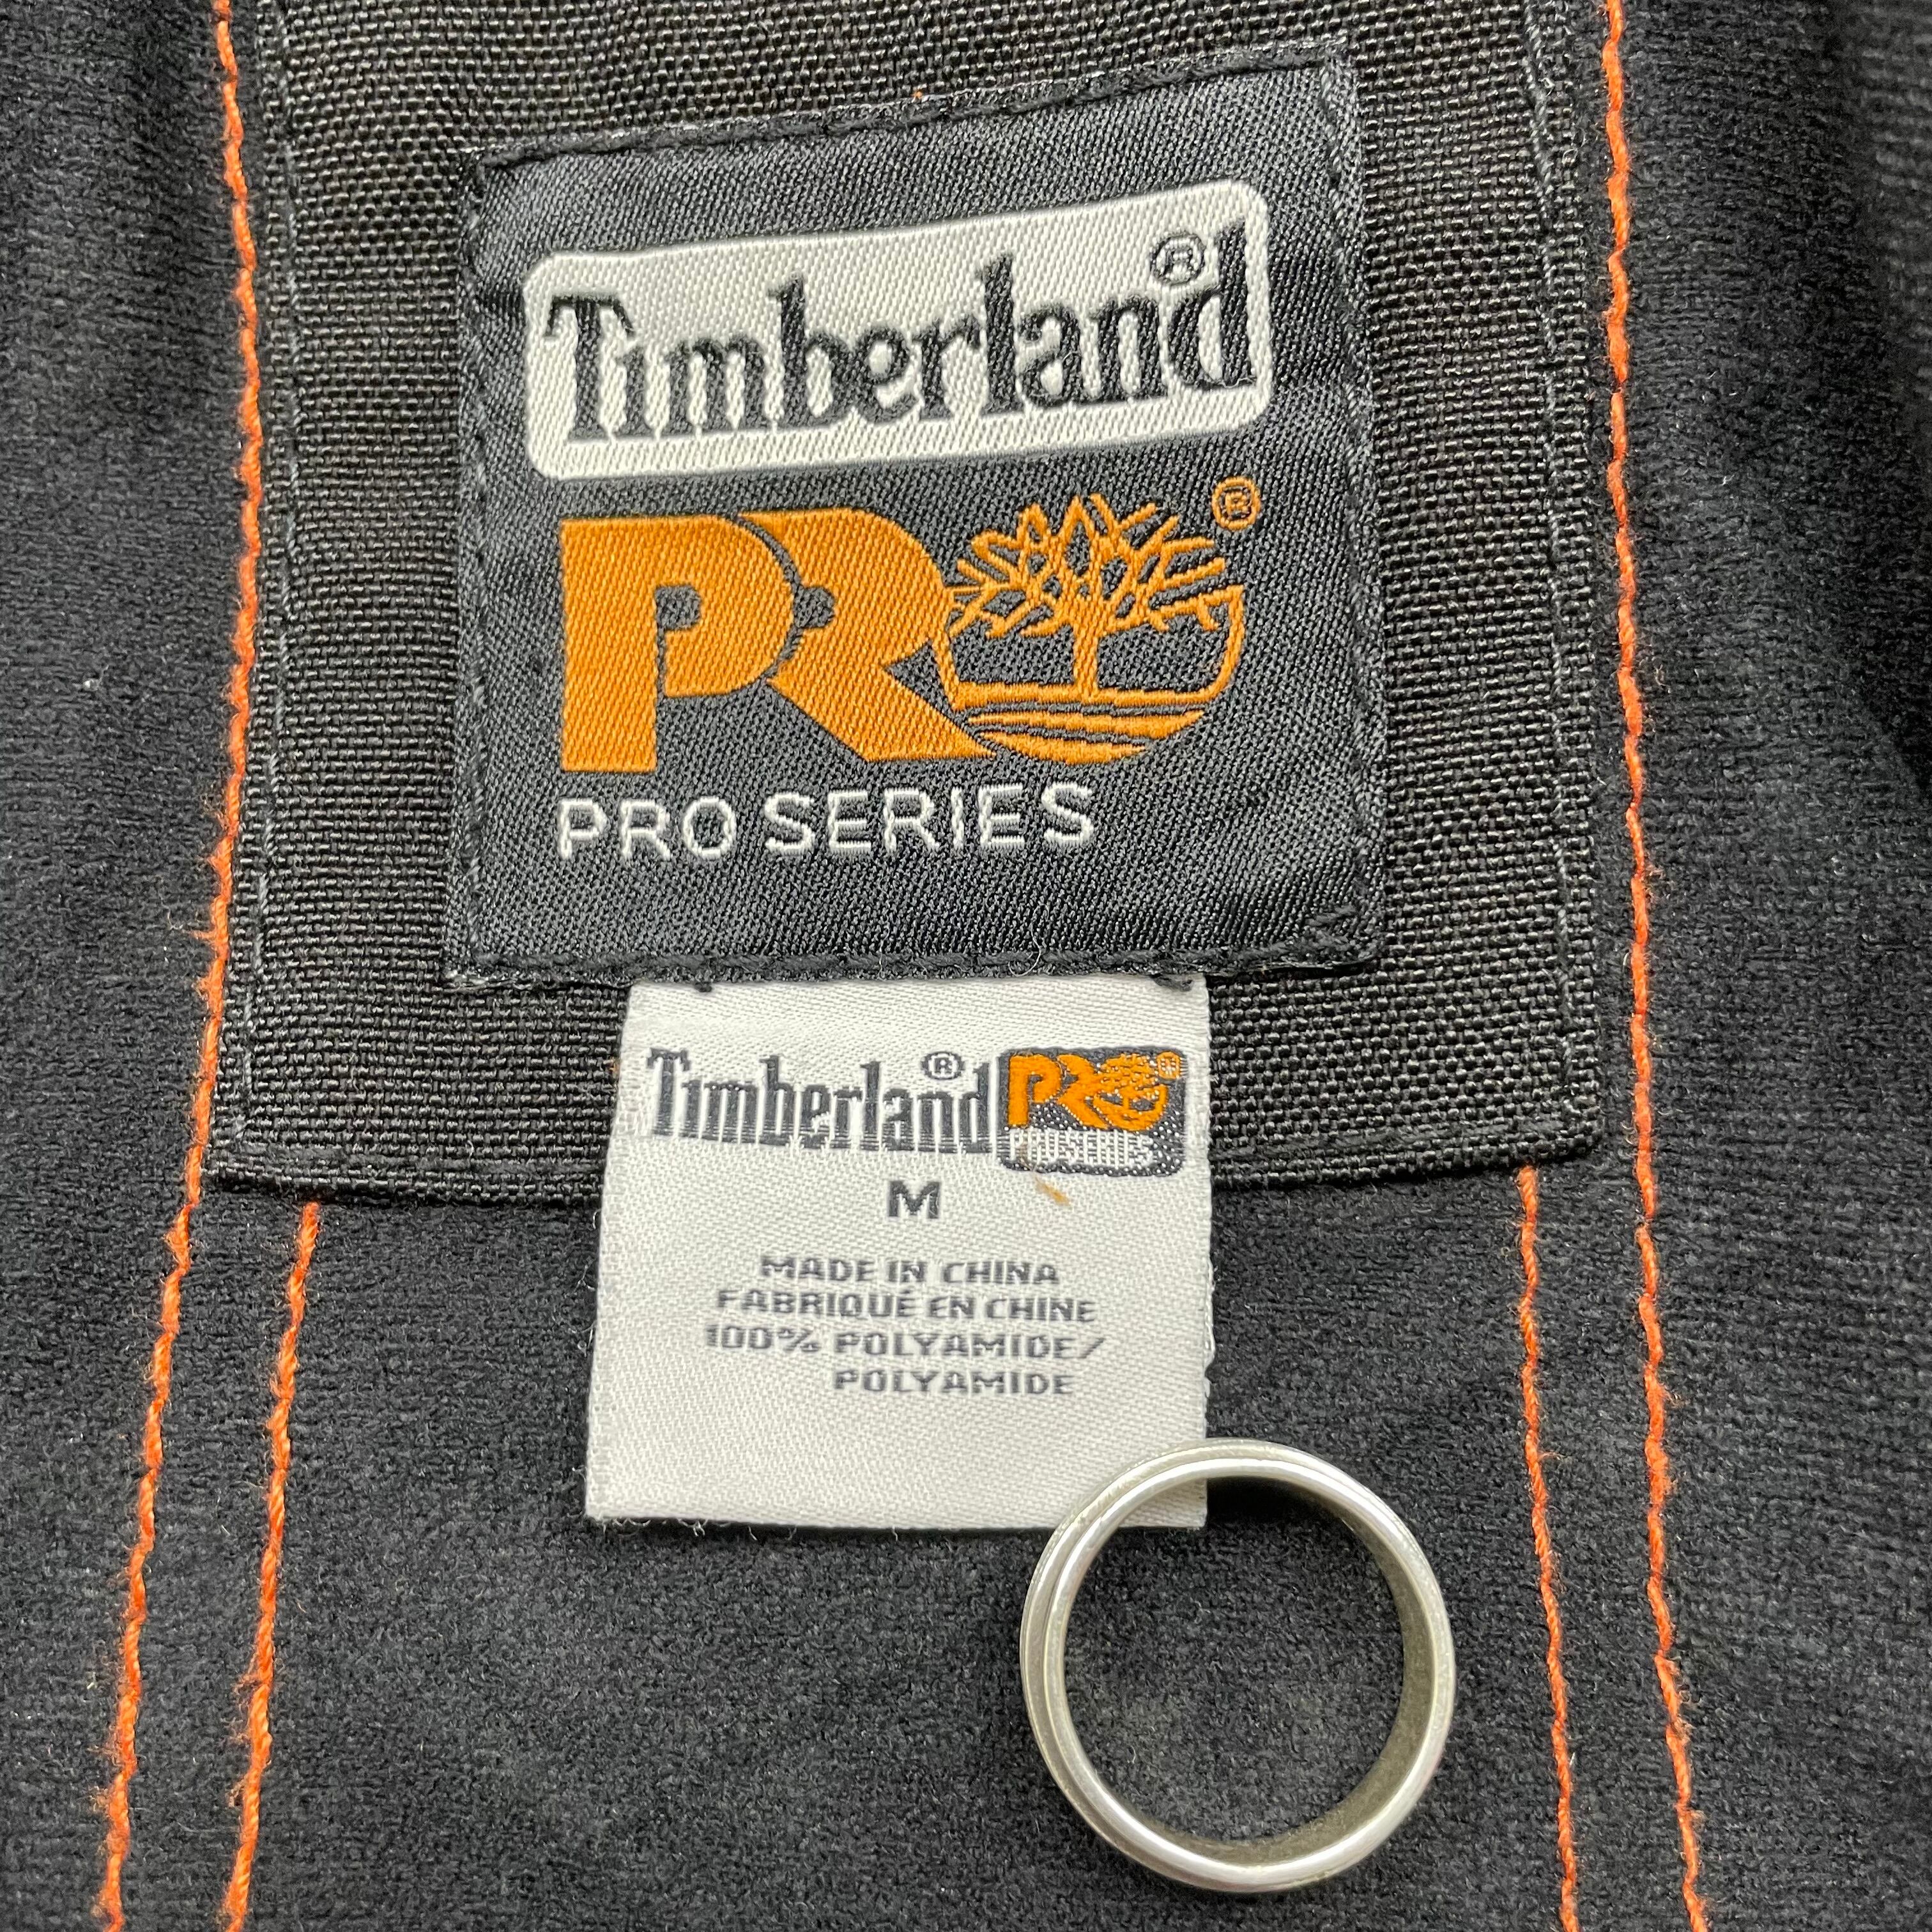 Timberland®
PRO®
PRO SERIES
Timberland® PRO®
PRO SERIES
M
MADE IN CHINA
FABRIQUÉ EN CHINE
100% POLYAMIDE/
POLYAMIDE